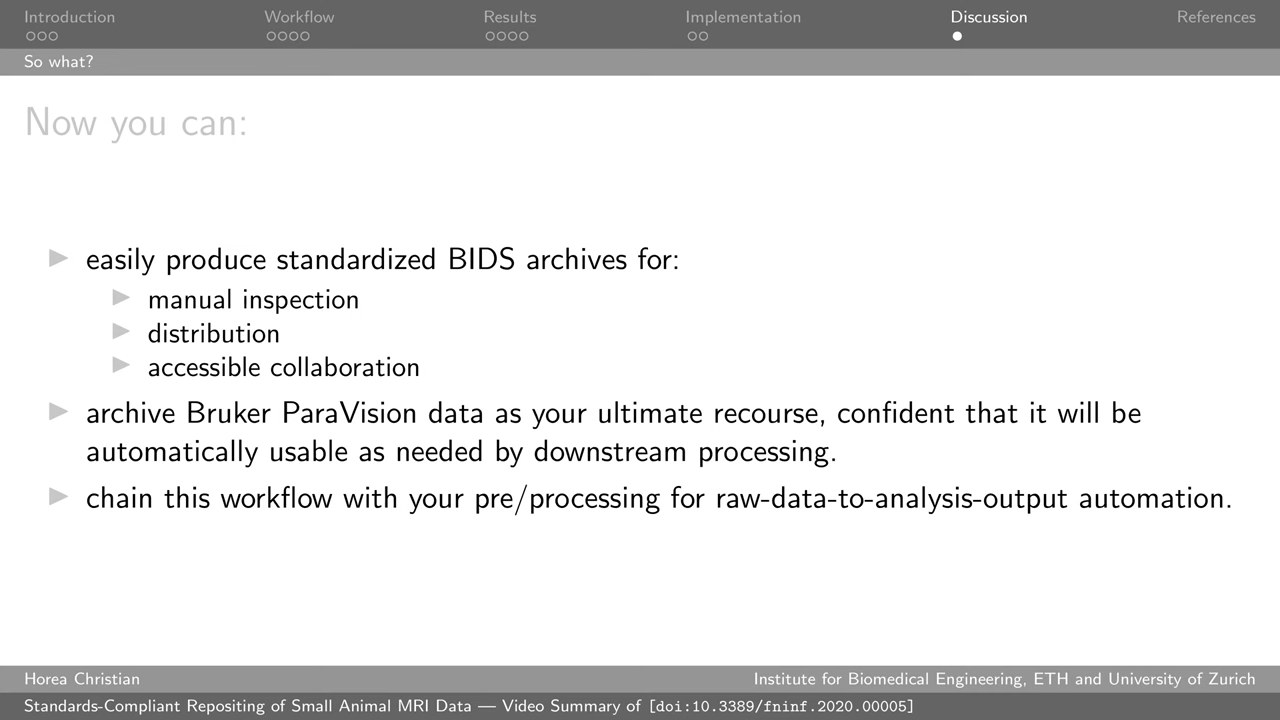 Introduction Workflow Results Implementation Discussion References
So what?
Now you can:
easily produce standardized BIDS archives for:
manual inspection
distribution
accessible collaboration
archive Bruker ParaVision data as your ultimate recourse, confident that it will be
automatically usable as needed by downstream processing.
chain this workflow with your pre/processing for raw-data-to-analysis-output automation.
Horea Christian Institute for Biomedical Engineering, ETH and University of Zurich
Standards-Compliant Repositing of Small Animal MRI Data — Video Summary of [doi:10.3389/fninf.2020.00005]